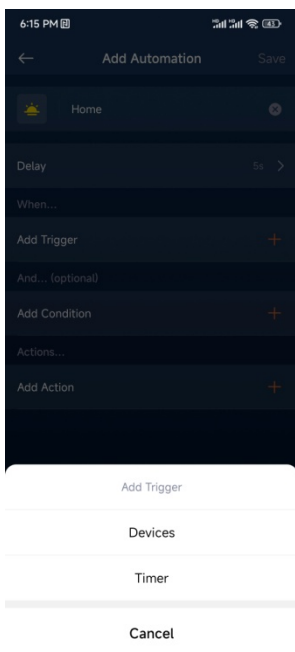 6:15 PM
43
Add Automation
Save
Home
Delay
5s
When...
Add Trigger
And... (optional)
Add Condition
Actions...
Add Action
Add Trigger
Devices
Timer
Cancel